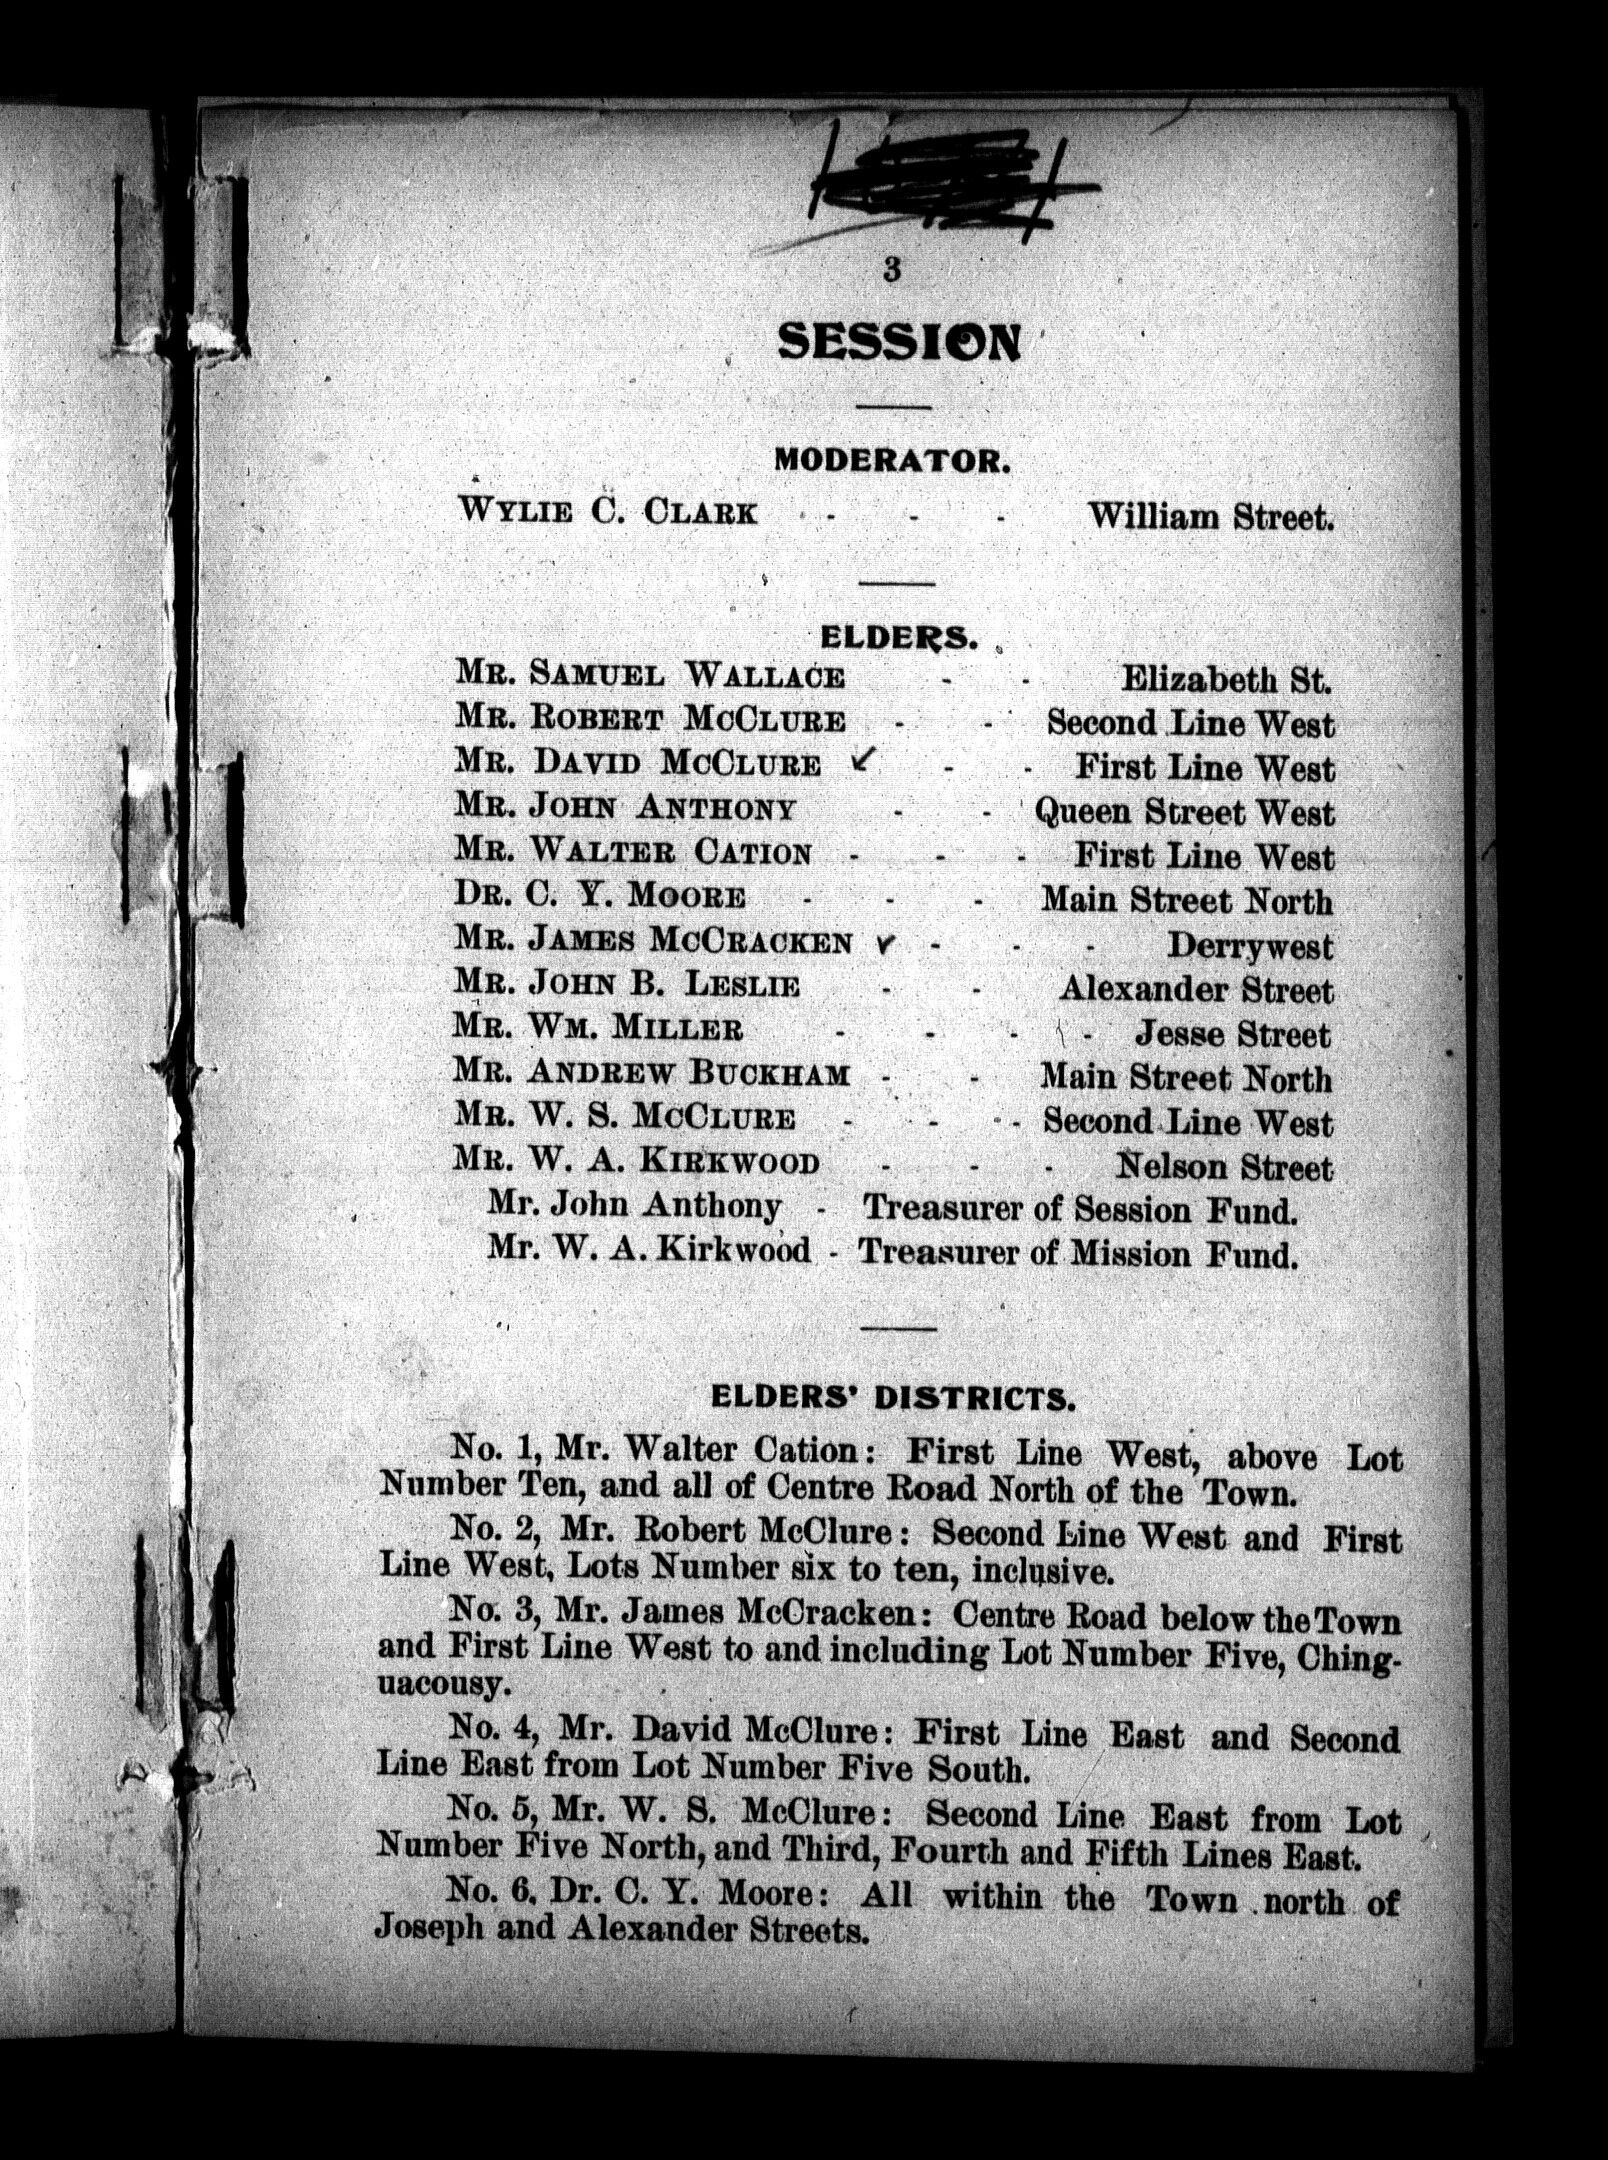 3
SESSION
MODERATOR.
WYLIE C. CLARK - - - William Street.
ELDERS.
MR. SAMUEL WALLACE - - Elizabeth St.
MR. ROBERT MCCLURE - - Second Line West
MR. DAVID MCCLURE ✓ - - First Line West
MR. JOHN ANTHONY - - Queen Street West
MR. WALTER CATION - - - First Line West
DR. C. Y. MOORE - - - Main Street North
MR. JAMES MCCRACKEN ✓ - - - Derrywest
MR. JOHN B. LESLIE - - Alexander Street
MR. WM. MILLER - - - - Jesse Street
MR. ANDREW BUCKHAM - - Main Street North
MR. W. S. MCCLURE - - - Second Line West
MR. W. A. KIRKWOOD - - - Nelson Street
Mr. John Anthony - Treasurer of Session Fund.
Mr. W. A. Kirkwood - Treasurer of Mission Fund.
ELDERS' DISTRICTS.
No. 1, Mr. Walter Cation: First Line West, above Lot
Number Ten, and all of Centre Road North of the Town.
No. 2, Mr. Robert McClure: Second Line West and First
Line West, Lots Number six to ten, inclusive.
No. 3, Mr. James McCracken: Centre Road below the Town
and First Line West to and including Lot Number Five, Ching-
uacousy.
No. 4, Mr. David McClure: First Line East and Second
Line East from Lot Number Five South.
No. 5, Mr. W. S. McClure: Second Line East from Lot
Number Five North, and Third, Fourth and Fifth Lines East.
No. 6, Dr. C. Y. Moore: All within the Town north of
Joseph and Alexander Streets.